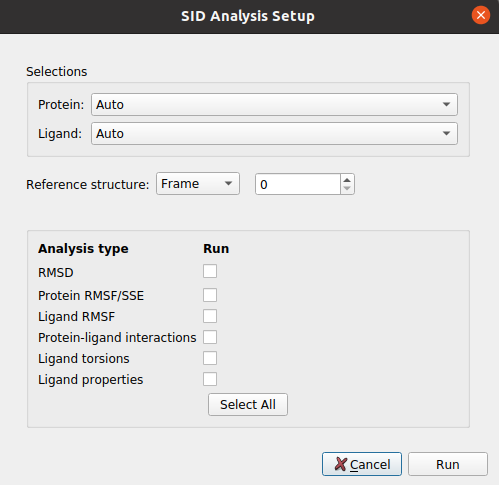 SID Analysis Setup
Selections
Protein: Auto
Ligand: Auto
Reference structure: Frame 0
Analysis type Run
RMSD
Protein RMSF/SSE
Ligand RMSF
Protein-ligand interactions
Ligand torsions
Ligand properties
Select All
Cancel Run